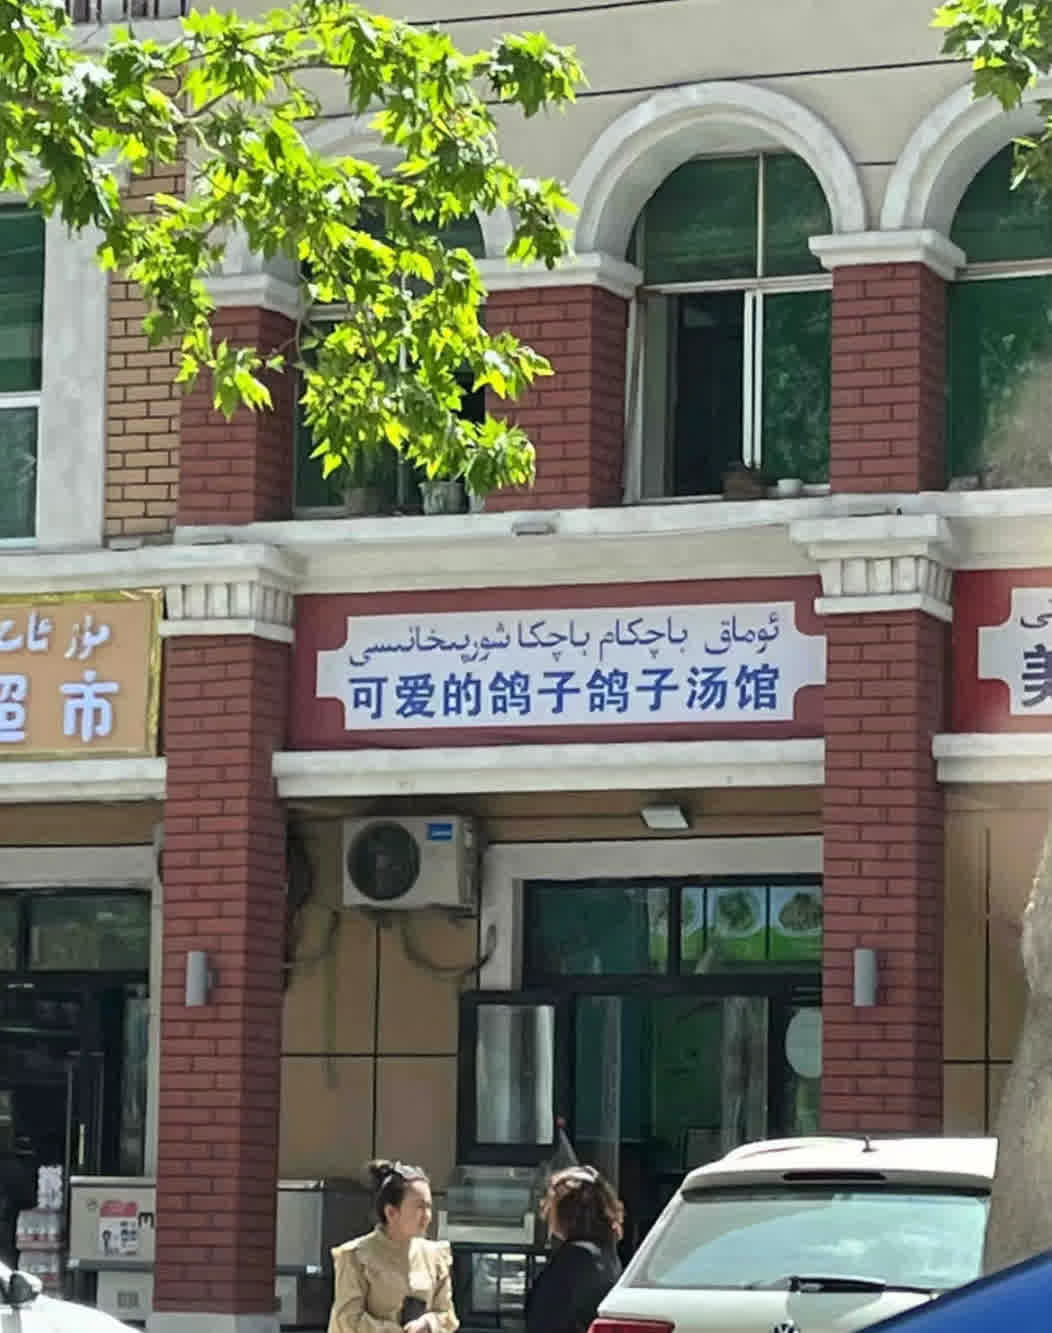 ئوماق باچكام باچكا شورپىخانىسى
可爱的鸽子鸽子汤馆
超市